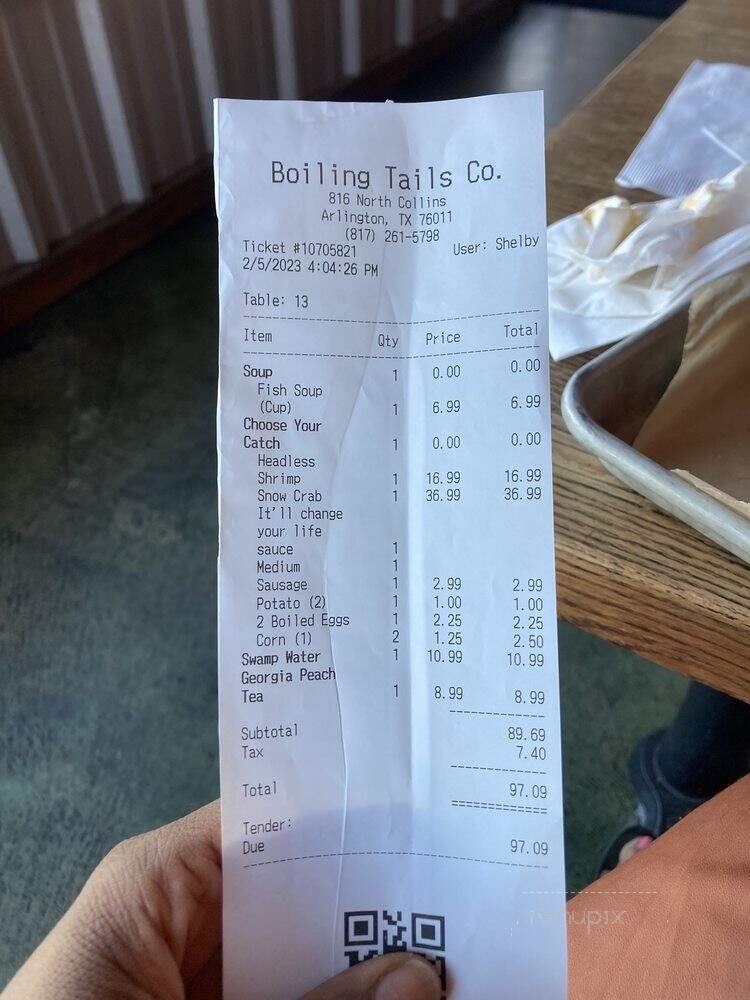 Boiling Tails Co.
816 North Collins
Arlington, TX 76011
(817) 261-5798
Ticket #10705821 User: Shelby
2/5/2023 4:04:26 PM
Table: 13
Item Qty Price Total
Soup 1 0.00 0.00
Fish Soup
(Cup) 1 6.99 6.99
Choose Your
Catch 1 0.00 0.00
Headless
Shrimp 1 16.99 16.99
Snow Crab 1 36.99 36.99
It'll change
your life
sauce 1
Medium 1
Sausage 1 2.99 2.99
Potato (2) 1 1.00 1.00
2 Boiled Eggs 1 2.25 2.25
Corn (1) 2 1.25 2.50
Swamp Water 1 10.99 10.99
Georgia Peach
Tea 1 8.99 8.99
Subtotal 89.69
Tax 7.40
Total 97.09
Tender:
Due 97.09